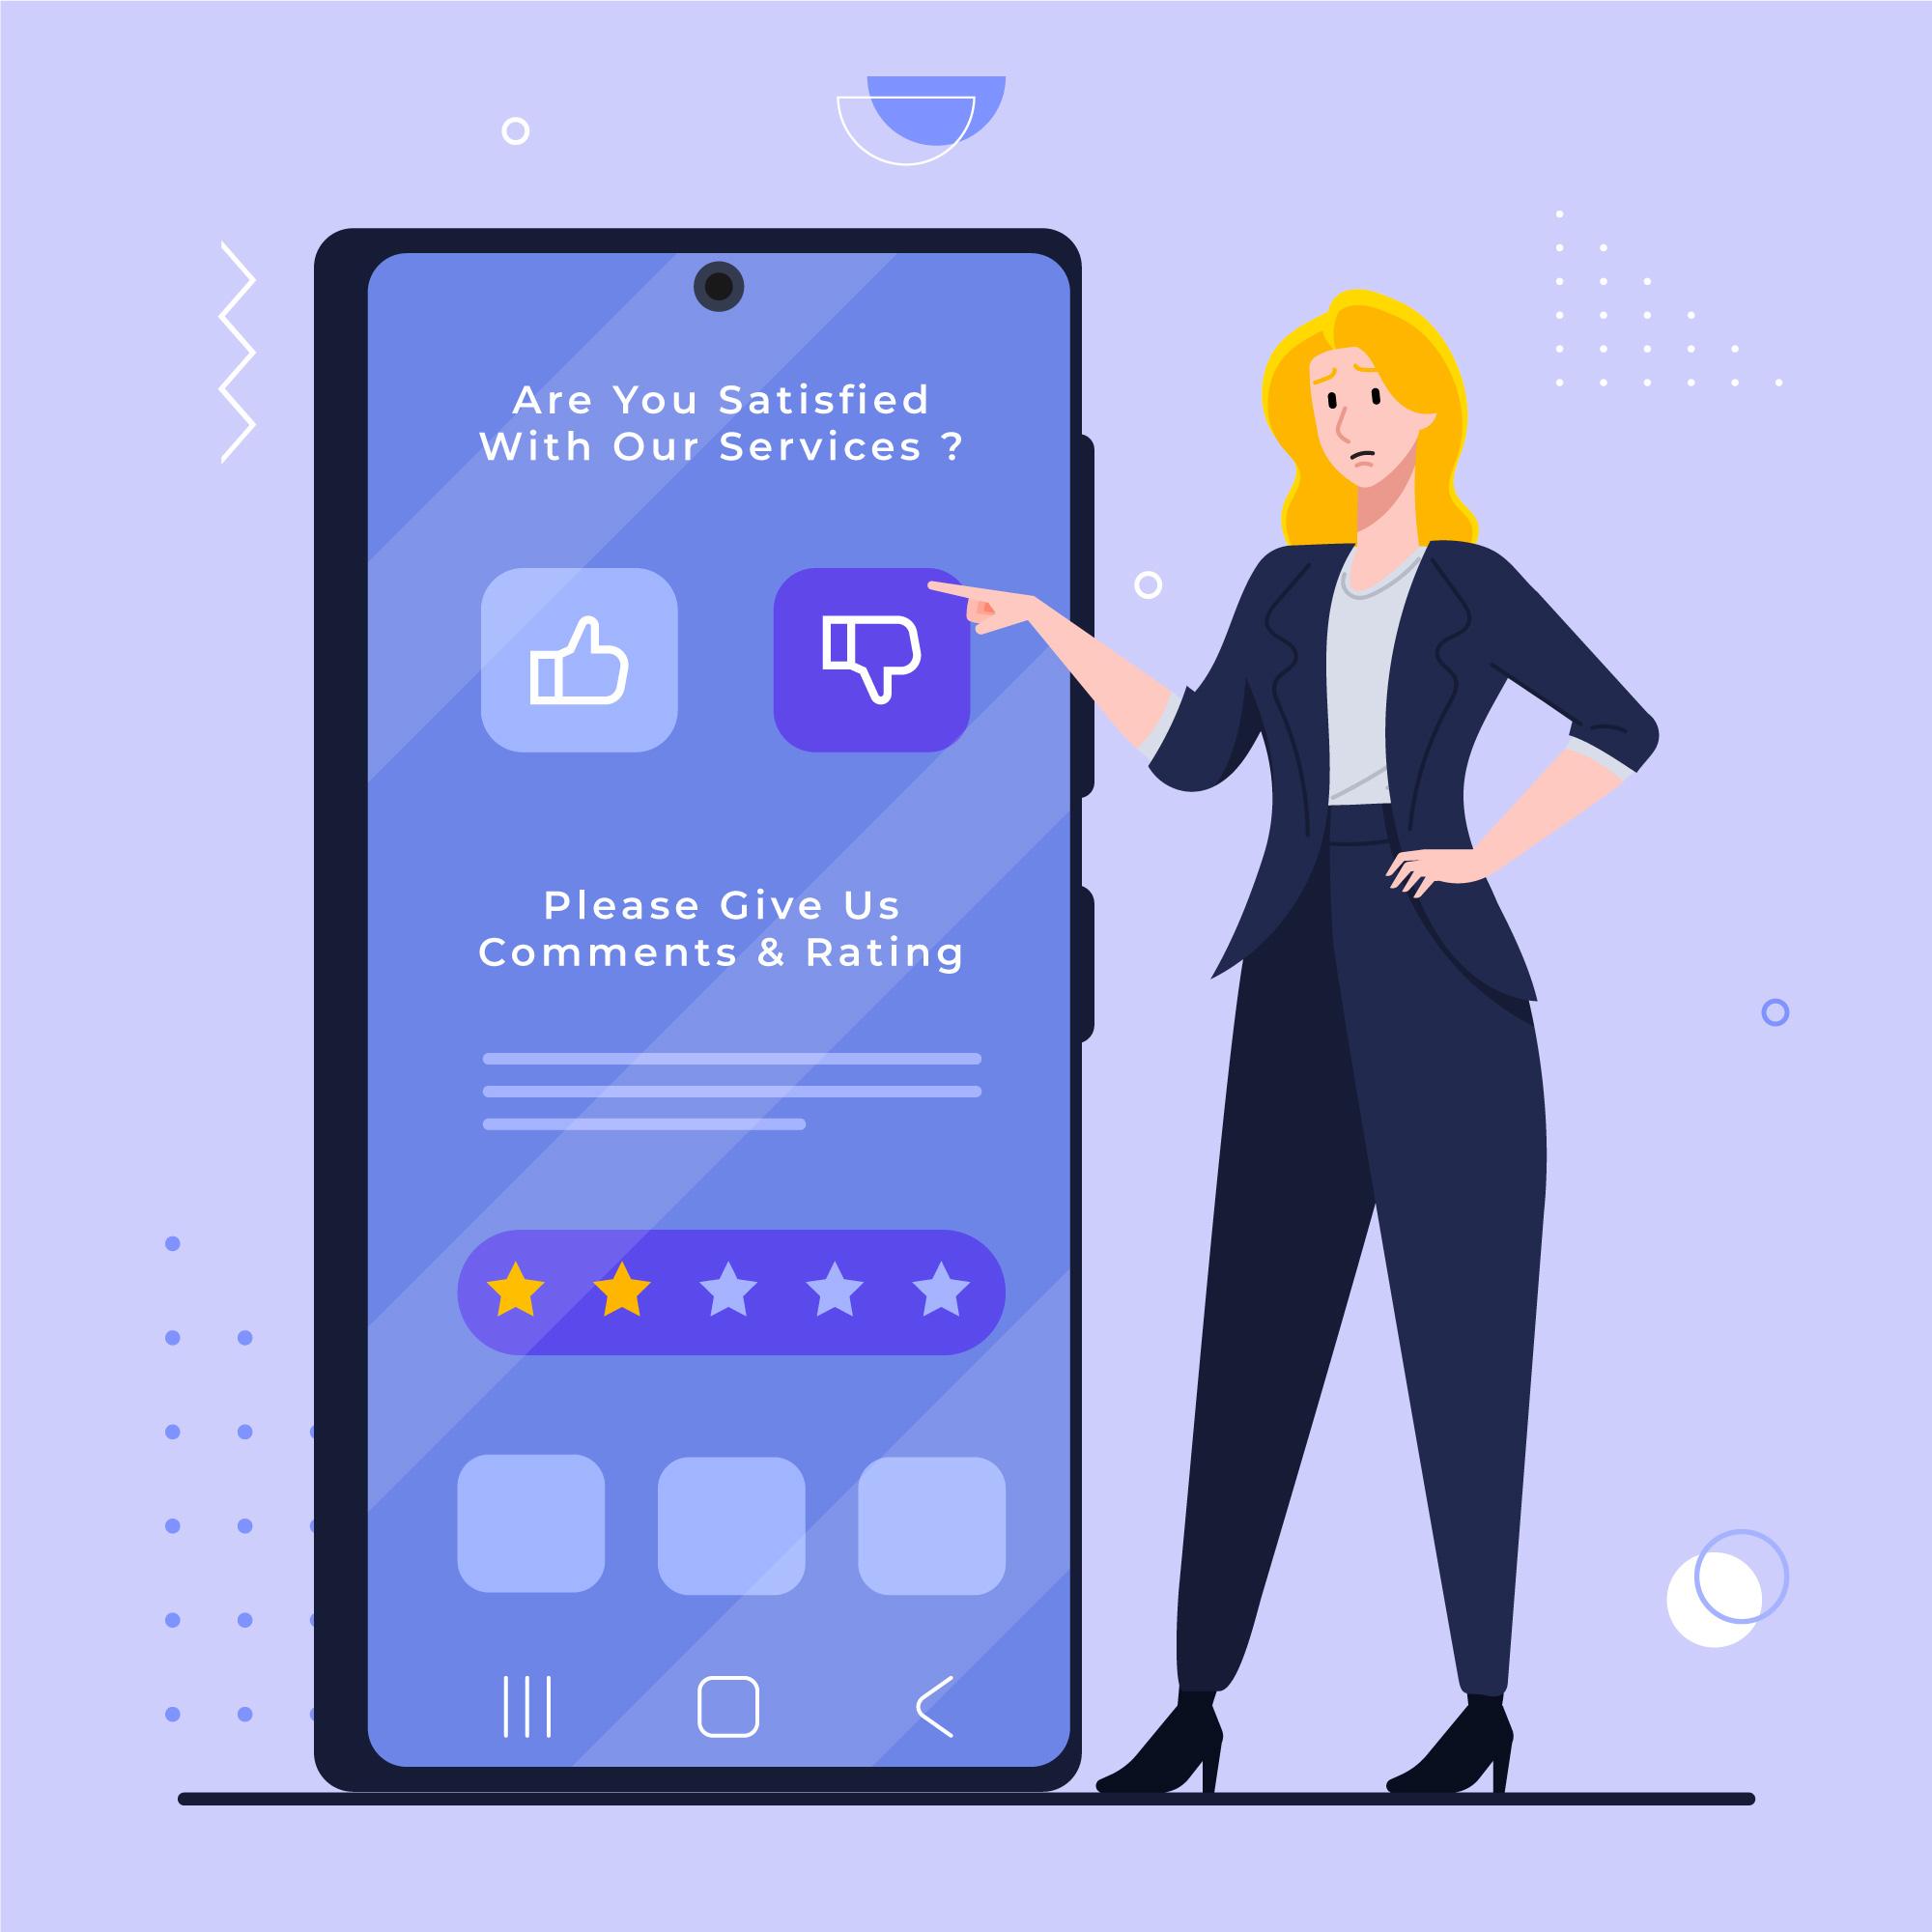 Are You Satisfied
With Our Services ?
Please Give Us
Comments & Rating